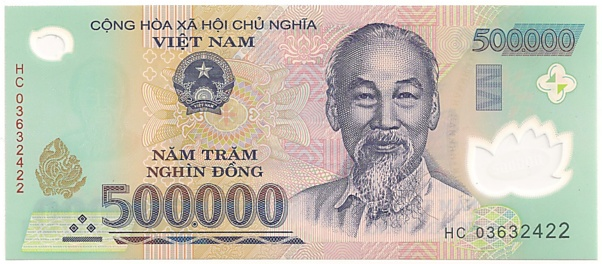 CỘNG HÒA XÃ HỘI CHỦ NGHĨA
VIỆT NAM
500000
HC 03632422
NĂM TRĂM
NGHÌN ĐỒNG
500.000
HC 03632422